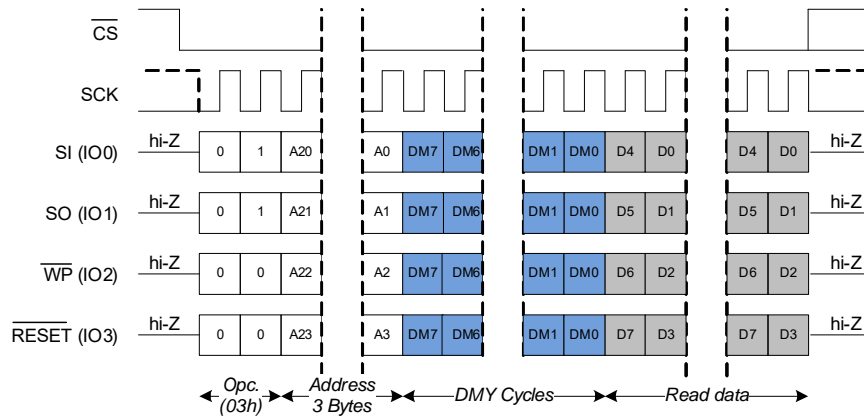 CS
SCK
hi-Z
SI (IO0)
0 1 A20 A0 DM7 DM6 DM1 DM0 D4 D0 D4 D0
hi-Z
hi-Z
SO (IO1)
0 1 A21 A1 DM7 DM6 DM1 DM0 D5 D1 D5 D1
hi-Z
hi-Z
WP (IO2)
0 0 A22 A2 DM7 DM6 DM1 DM0 D6 D2 D6 D2
hi-Z
hi-Z
RESET (IO3)
0 0 A23 A3 DM7 DM6 DM1 DM0 D7 D3 D7 D3
hi-Z
Opc.
(03h)
Address
3 Bytes
DMY Cycles
Read data